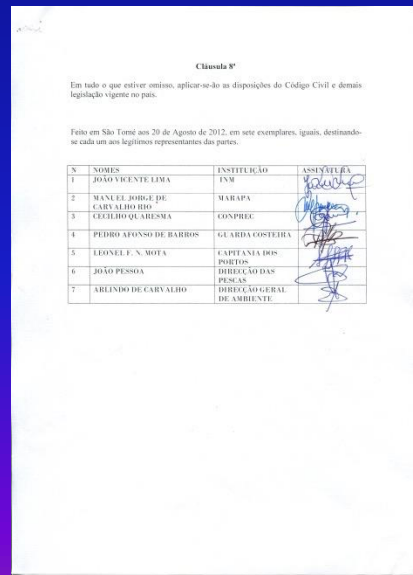 Cláusula 8ª
Em tudo o que estiver omisso, aplicar-se-ão as disposições do Código Civil e demais
legislação vigente no país.
Feito em São Tomé aos 20 de Agosto de 2012, em sete exemplares, iguais, destinando-
se cada um aos legítimos representantes das partes.
N NOMES INSTITUIÇÃO ASSINATURA
1 JOÃO VICENTE LIMA INM
2 MANUEL JORGE DE CARVALHO RIO MARAPA
3 CECILIO QUARESMA CONPREC
4 PEDRO AFONSO DE BARROS GUARDA COSTEIRA
5 LEONEL F. N. MOTA CAPITANIA DOS PORTOS
6 JOÃO PESSOA DIRECÇÃO DAS PESCAS
7 ARLINDO DE CARVALHO DIRECÇÃO GERAL DE AMBIENTE